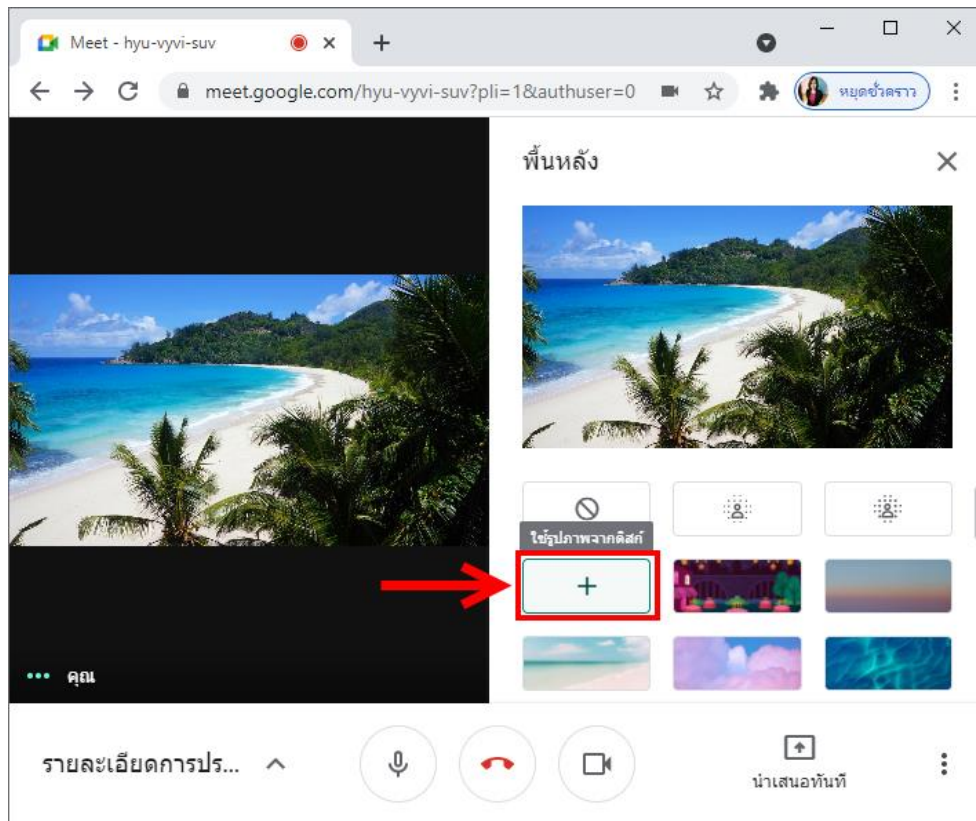 Meet - hyu-vyvi-suv
meet.google.com/hyu-vyvi-suv?pli=1&authuser=0
หยุดชั่วคราว
พื้นหลัง
ใช้รูปภาพจากดิสก์
คุณ
รายละเอียดการปร...
นำเสนอทันที